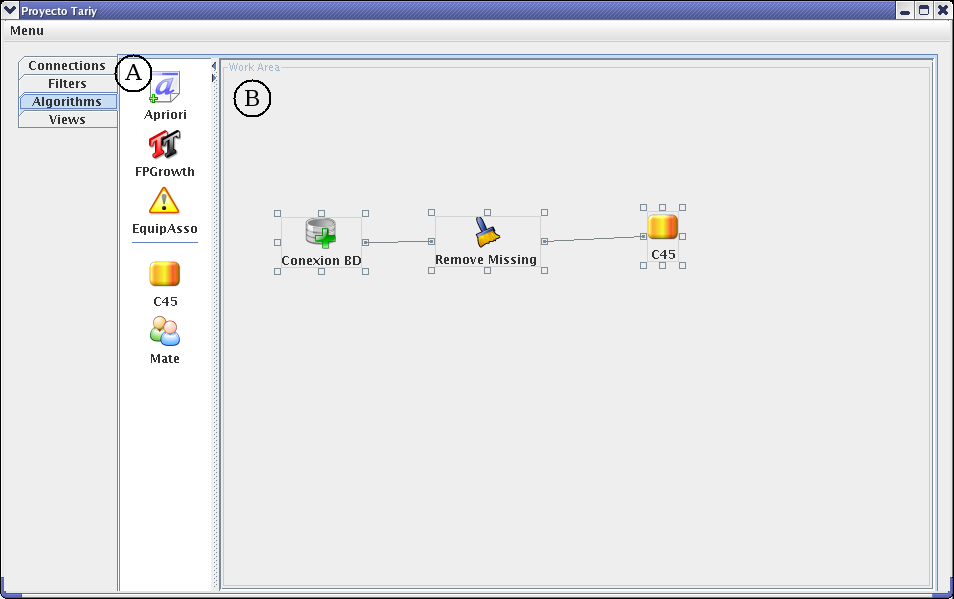 Proyecto Tariy
Menu
Connections
Filters
Algorithms
Views
A
Apriori
FPGrowth
EquipAsso
C45
Mate
Work Area
B
Conexion BD
Remove Missing
C45